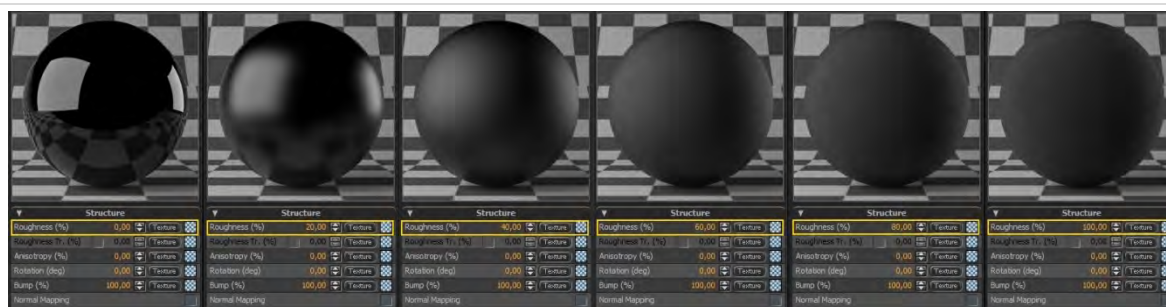 Structure
Roughness (%) 0,00 Texture
Roughness Tr. (%) 0,00 Texture
Anisotropy (%) 0,00 Texture
Rotation (deg) 0,00 Texture
Bump (%) 100,00 Texture
Normal Mapping
Structure
Roughness (%) 20,00 Texture
Roughness Tr. (%) 0,00 Texture
Anisotropy (%) 0,00 Texture
Rotation (deg) 0,00 Texture
Bump (%) 100,00 Texture
Normal Mapping
Structure
Roughness (%) 40,00 Texture
Roughness Tr. (%) 0,00 Texture
Anisotropy (%) 0,00 Texture
Rotation (deg) 0,00 Texture
Bump (%) 100,00 Texture
Normal Mapping
Structure
Roughness (%) 60,00 Texture
Roughness Tr. (%) 0,00 Texture
Anisotropy (%) 0,00 Texture
Rotation (deg) 0,00 Texture
Bump (%) 100,00 Texture
Normal Mapping
Structure
Roughness (%) 80,00 Texture
Roughness Tr. (%) 0,00 Texture
Anisotropy (%) 0,00 Texture
Rotation (deg) 0,00 Texture
Bump (%) 100,00 Texture
Normal Mapping
Structure
Roughness (%) 100,00 Texture
Roughness Tr. (%) 0,00 Texture
Anisotropy (%) 0,00 Texture
Rotation (deg) 0,00 Texture
Bump (%) 100,00 Texture
Normal Mapping